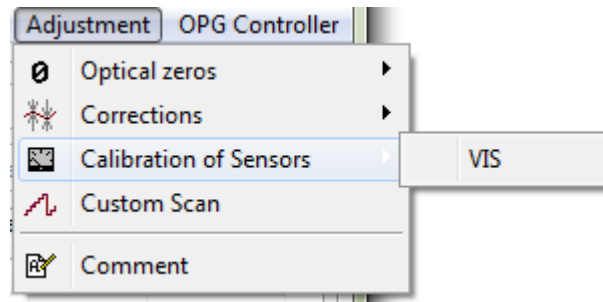 Adjustment OPG Controller
Optical zeros
Corrections
Calibration of Sensors
VIS
Custom Scan
Comment